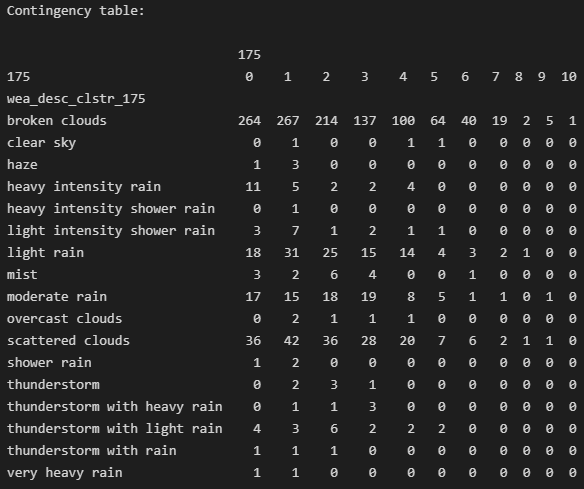 Contingency table:
175
175 0 1 2 3 4 5 6 7 8 9 10
wea_desc_clstr_175
broken clouds 264 267 214 137 100 64 40 19 2 5 1
clear sky 0 1 0 0 1 1 0 0 0 0 0
haze 1 3 0 0 0 0 0 0 0 0 0
heavy intensity rain 11 5 2 2 4 0 0 0 0 0 0
heavy intensity shower rain 0 1 0 0 0 0 0 0 0 0 0
light intensity shower rain 3 7 1 2 1 1 0 0 0 0 0
light rain 18 31 25 15 14 4 3 2 1 0 0
mist 3 2 6 4 0 0 1 0 0 0 0
moderate rain 17 15 18 19 8 5 1 1 0 1 0
overcast clouds 0 2 1 1 1 0 0 0 0 0 0
scattered clouds 36 42 36 28 20 7 6 2 1 1 0
shower rain 1 2 0 0 0 0 0 0 0 0 0
thunderstorm 0 2 3 1 0 0 0 0 0 0 0
thunderstorm with heavy rain 0 1 1 3 0 0 0 0 0 0 0
thunderstorm with light rain 4 3 6 2 2 2 0 0 0 0 0
thunderstorm with rain 1 1 1 0 0 0 0 0 0 0 0
very heavy rain 1 1 0 0 0 0 0 0 0 0 0